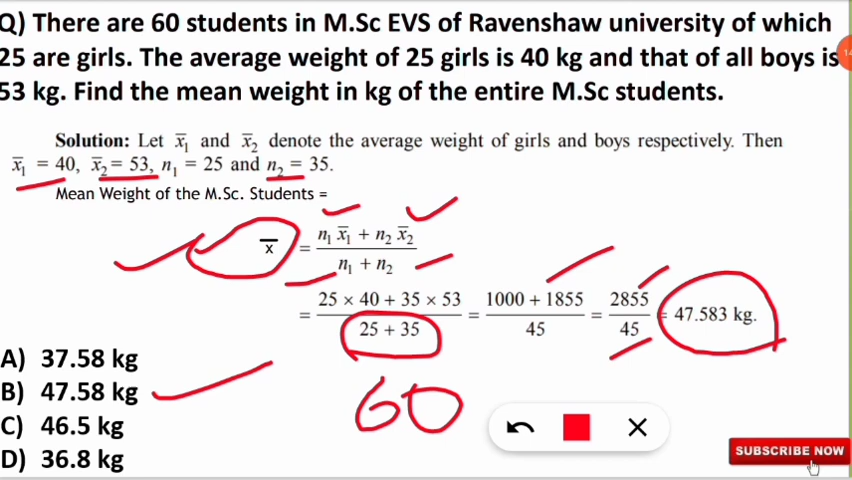 Q) There are 60 students in M.Sc EVS of Ravenshaw university of which
25 are girls. The average weight of 25 girls is 40 kg and that of all boys is
53 kg. Find the mean weight in kg of the entire M.Sc students.
Solution: Let x̄₁ and x̄₂ denote the average weight of girls and boys respectively. Then
x̄₁ = 40, x̄₂ = 53, n₁ = 25 and n₂ = 35.
Mean Weight of the M.Sc. Students =
x̄ = (n₁ x̄₁ + n₂ x̄₂) / (n₁ + n₂)
= (25 × 40 + 35 × 53) / (25 + 35) = (1000 + 1855) / 45 = 2855 / 45 = 47.583 kg.
60
A) 37.58 kg
B) 47.58 kg
C) 46.5 kg
D) 36.8 kg
SUBSCRIBE NOW